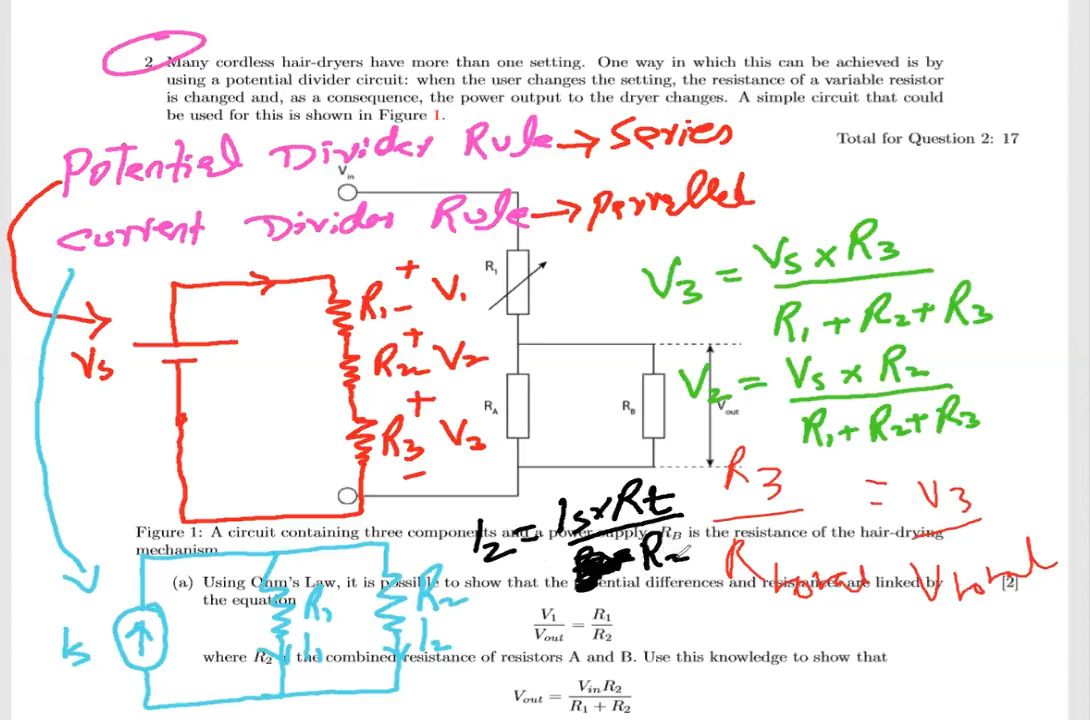 2. Many cordless hair-dryers have more than one setting. One way in which this can be achieved is by
using a potential divider circuit: when the user changes the setting, the resistance of a variable resistor
is changed and, as a consequence, the power output to the dryer changes. A simple circuit that could
be used for this is shown in Figure 1.
Total for Question 2: 17
Potential Divider Rule → Series
V_in
Current Divider Rule → Perrellel
V_3 = V_s × R_3 / R_1 + R_2 + R_3
R_1
+
R_1 V_1
-
+
R_2 V_2
V_s
V_2 = V_s × R_2 / R_1 + R_2 + R_3
R_A
R_B
V_out
+
R_3 V_3
-
R_3 / R_total = V_3 / V_total
I_2 = I_s × R_t / R_2
Figure 1: A circuit containing three components and a power supply. R_B is the resistance of the hair-drying
mechanism
(a) Using Ohm's Law, it is possible to show that the potential differences and resistances are linked by [2]
the equation
V_1 / V_out = R_1 / R_2
R_1
R_2
I_s
I_1
I_2
where R_2 is the combined resistance of resistors A and B. Use this knowledge to show that
V_out = V_in R_2 / R_1 + R_2